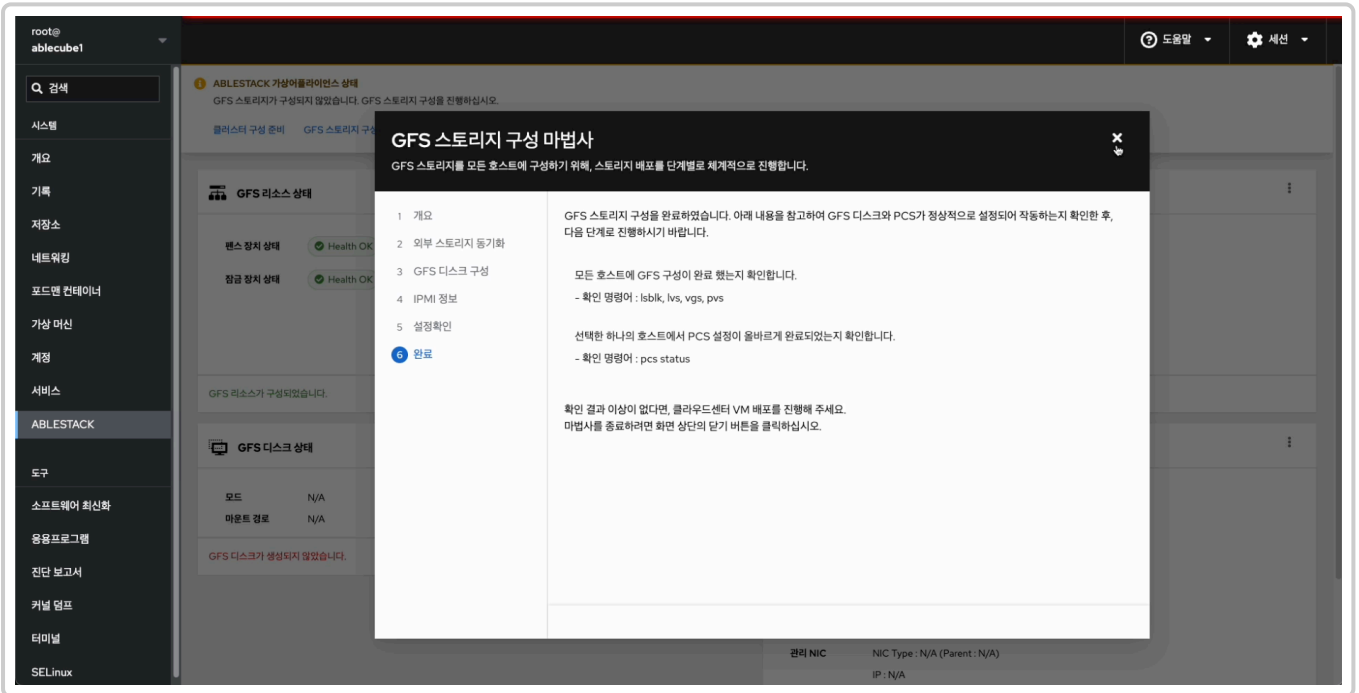 root@
ablecube1
도움말
세션
검색
시스템
개요
기록
저장소
네트워킹
포드맨 컨테이너
가상 머신
계정
서비스
ABLESTACK
도구
소프트웨어 최신화
응용프로그램
진단 보고서
커널 덤프
터미널
SELinux
ABLESTACK 가상어플라이언스 상태
GFS 스토리지가 구성되지 않았습니다. GFS 스토리지 구성을 진행하십시오.
클러스터 구성 준비 GFS 스토리지 구성
GFS 리소스 상태
펜스 장치 상태 Health OK
잠금 장치 상태 Health OK
GFS 리소스가 구성되었습니다.
GFS 디스크 상태
모드 N/A
마운트 경로 N/A
GFS 디스크가 생성되지 않았습니다.
GFS 스토리지 구성 마법사
GFS 스토리지를 모든 호스트에 구성하기 위해, 스토리지 배포를 단계별로 체계적으로 진행합니다.
1 개요
2 외부 스토리지 동기화
3 GFS 디스크 구성
4 IPMI 정보
5 설정확인
6 완료
GFS 스토리지 구성을 완료하였습니다. 아래 내용을 참고하여 GFS 디스크와 PCS가 정상적으로 설정되어 작동하는지 확인한 후,
다음 단계로 진행하시기 바랍니다.
모든 호스트에 GFS 구성이 완료 했는지 확인합니다.
- 확인 명령어 : lsblk, lvs, vgs, pvs
선택한 하나의 호스트에서 PCS 설정이 올바르게 완료되었는지 확인합니다.
- 확인 명령어 : pcs status
확인 결과 이상이 없다면, 클라우드센터 VM 배포를 진행해 주세요.
마법사를 종료하려면 화면 상단의 닫기 버튼을 클릭하십시오.
관리 NIC NIC Type : N/A (Parent : N/A)
IP : N/A